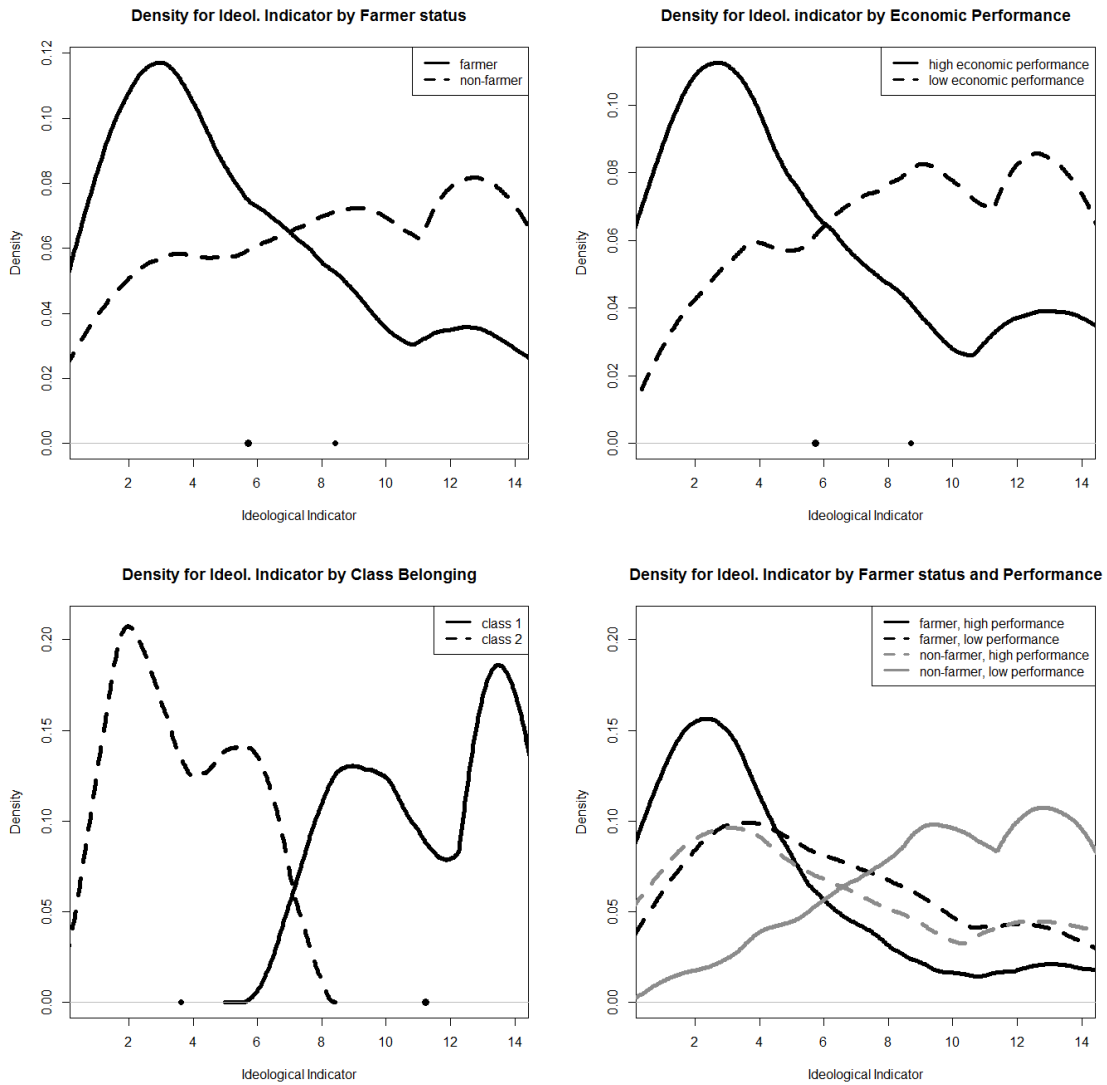 Density for Ideol. Indicator by Farmer status
farmer
non-farmer
Density
0.00 0.02 0.04 0.06 0.08 0.10 0.12
2 4 6 8 10 12 14
Ideological Indicator
Density for Ideol. indicator by Economic Performance
high economic performance
low economic performance
Density
0.00 0.02 0.04 0.06 0.08 0.10
2 4 6 8 10 12 14
Ideological Indicator
Density for Ideol. Indicator by Class Belonging
class 1
class 2
Density
0.00 0.05 0.10 0.15 0.20
2 4 6 8 10 12 14
Ideological Indicator
Density for Ideol. Indicator by Farmer status and Performance
farmer, high performance
farmer, low performance
non-farmer, high performance
non-farmer, low performance
Density
0.00 0.05 0.10 0.15 0.20
2 4 6 8 10 12 14
Ideological Indicator